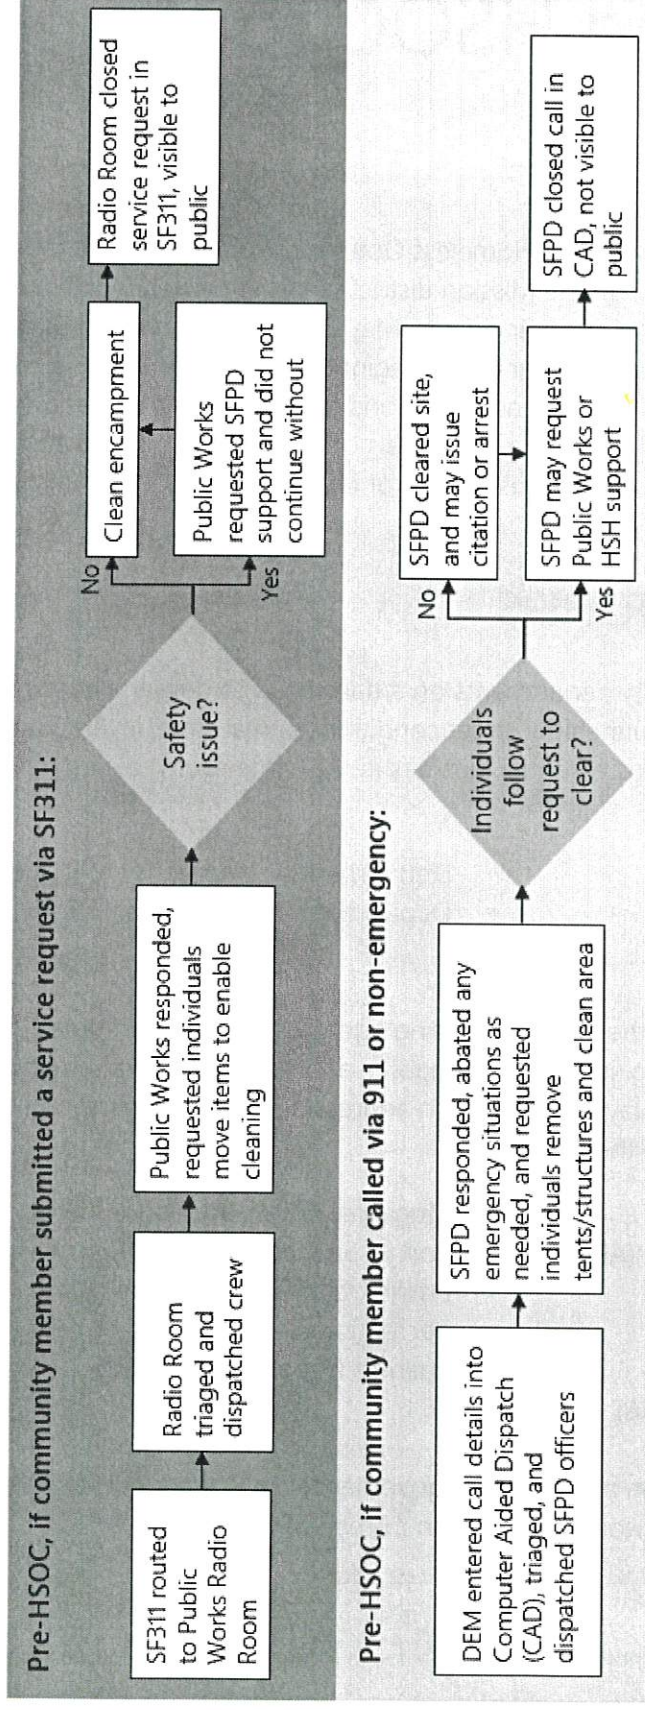 Pre-HSOC, if community member submitted a service request via SF311:
SF311 routed
to Public
Works Radio
Room
Radio Room
triaged and
dispatched crew
Public Works responded,
requested individuals
move items to enable
cleaning
Safety
issue?
No
Clean encampment
Yes
Public Works
requested SFPD
support and did not
continue without
Radio Room closed
service request in
SF311, visible to
public
Pre-HSOC, if community member called via 911 or non-emergency:
DEM entered call details into
Computer Aided Dispatch
(CAD), triaged, and
dispatched SFPD officers
SFPD responded, abated any
emergency situations as
needed, and requested
individuals remove
tents/structures and clean area
Individuals
follow
request to
clear?
No
SFPD cleared site,
and may issue
citation or arrest
Yes
SFPD may request
Public Works or
HSH support
SFPD closed call in
CAD, not visible to
public